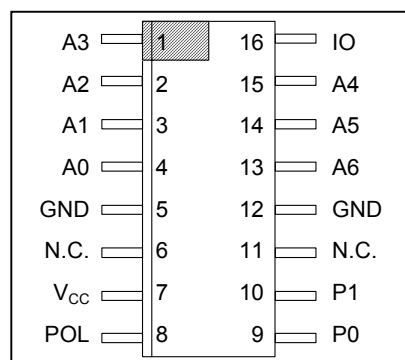 A3 1 16 IO
A2 2 15 A4
A1 3 14 A5
A0 4 13 A6
GND 5 12 GND
N.C. 6 11 N.C.
VCC 7 10 P1
POL 8 9 P0